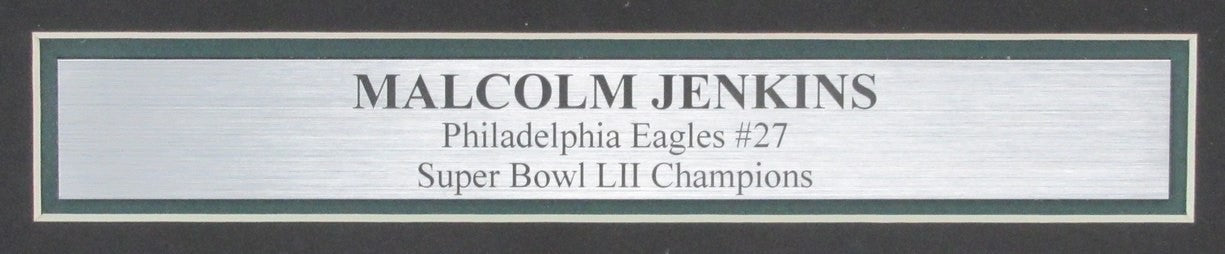 MALCOLM JENKINS
Philadelphia Eagles #27
Super Bowl LII Champions